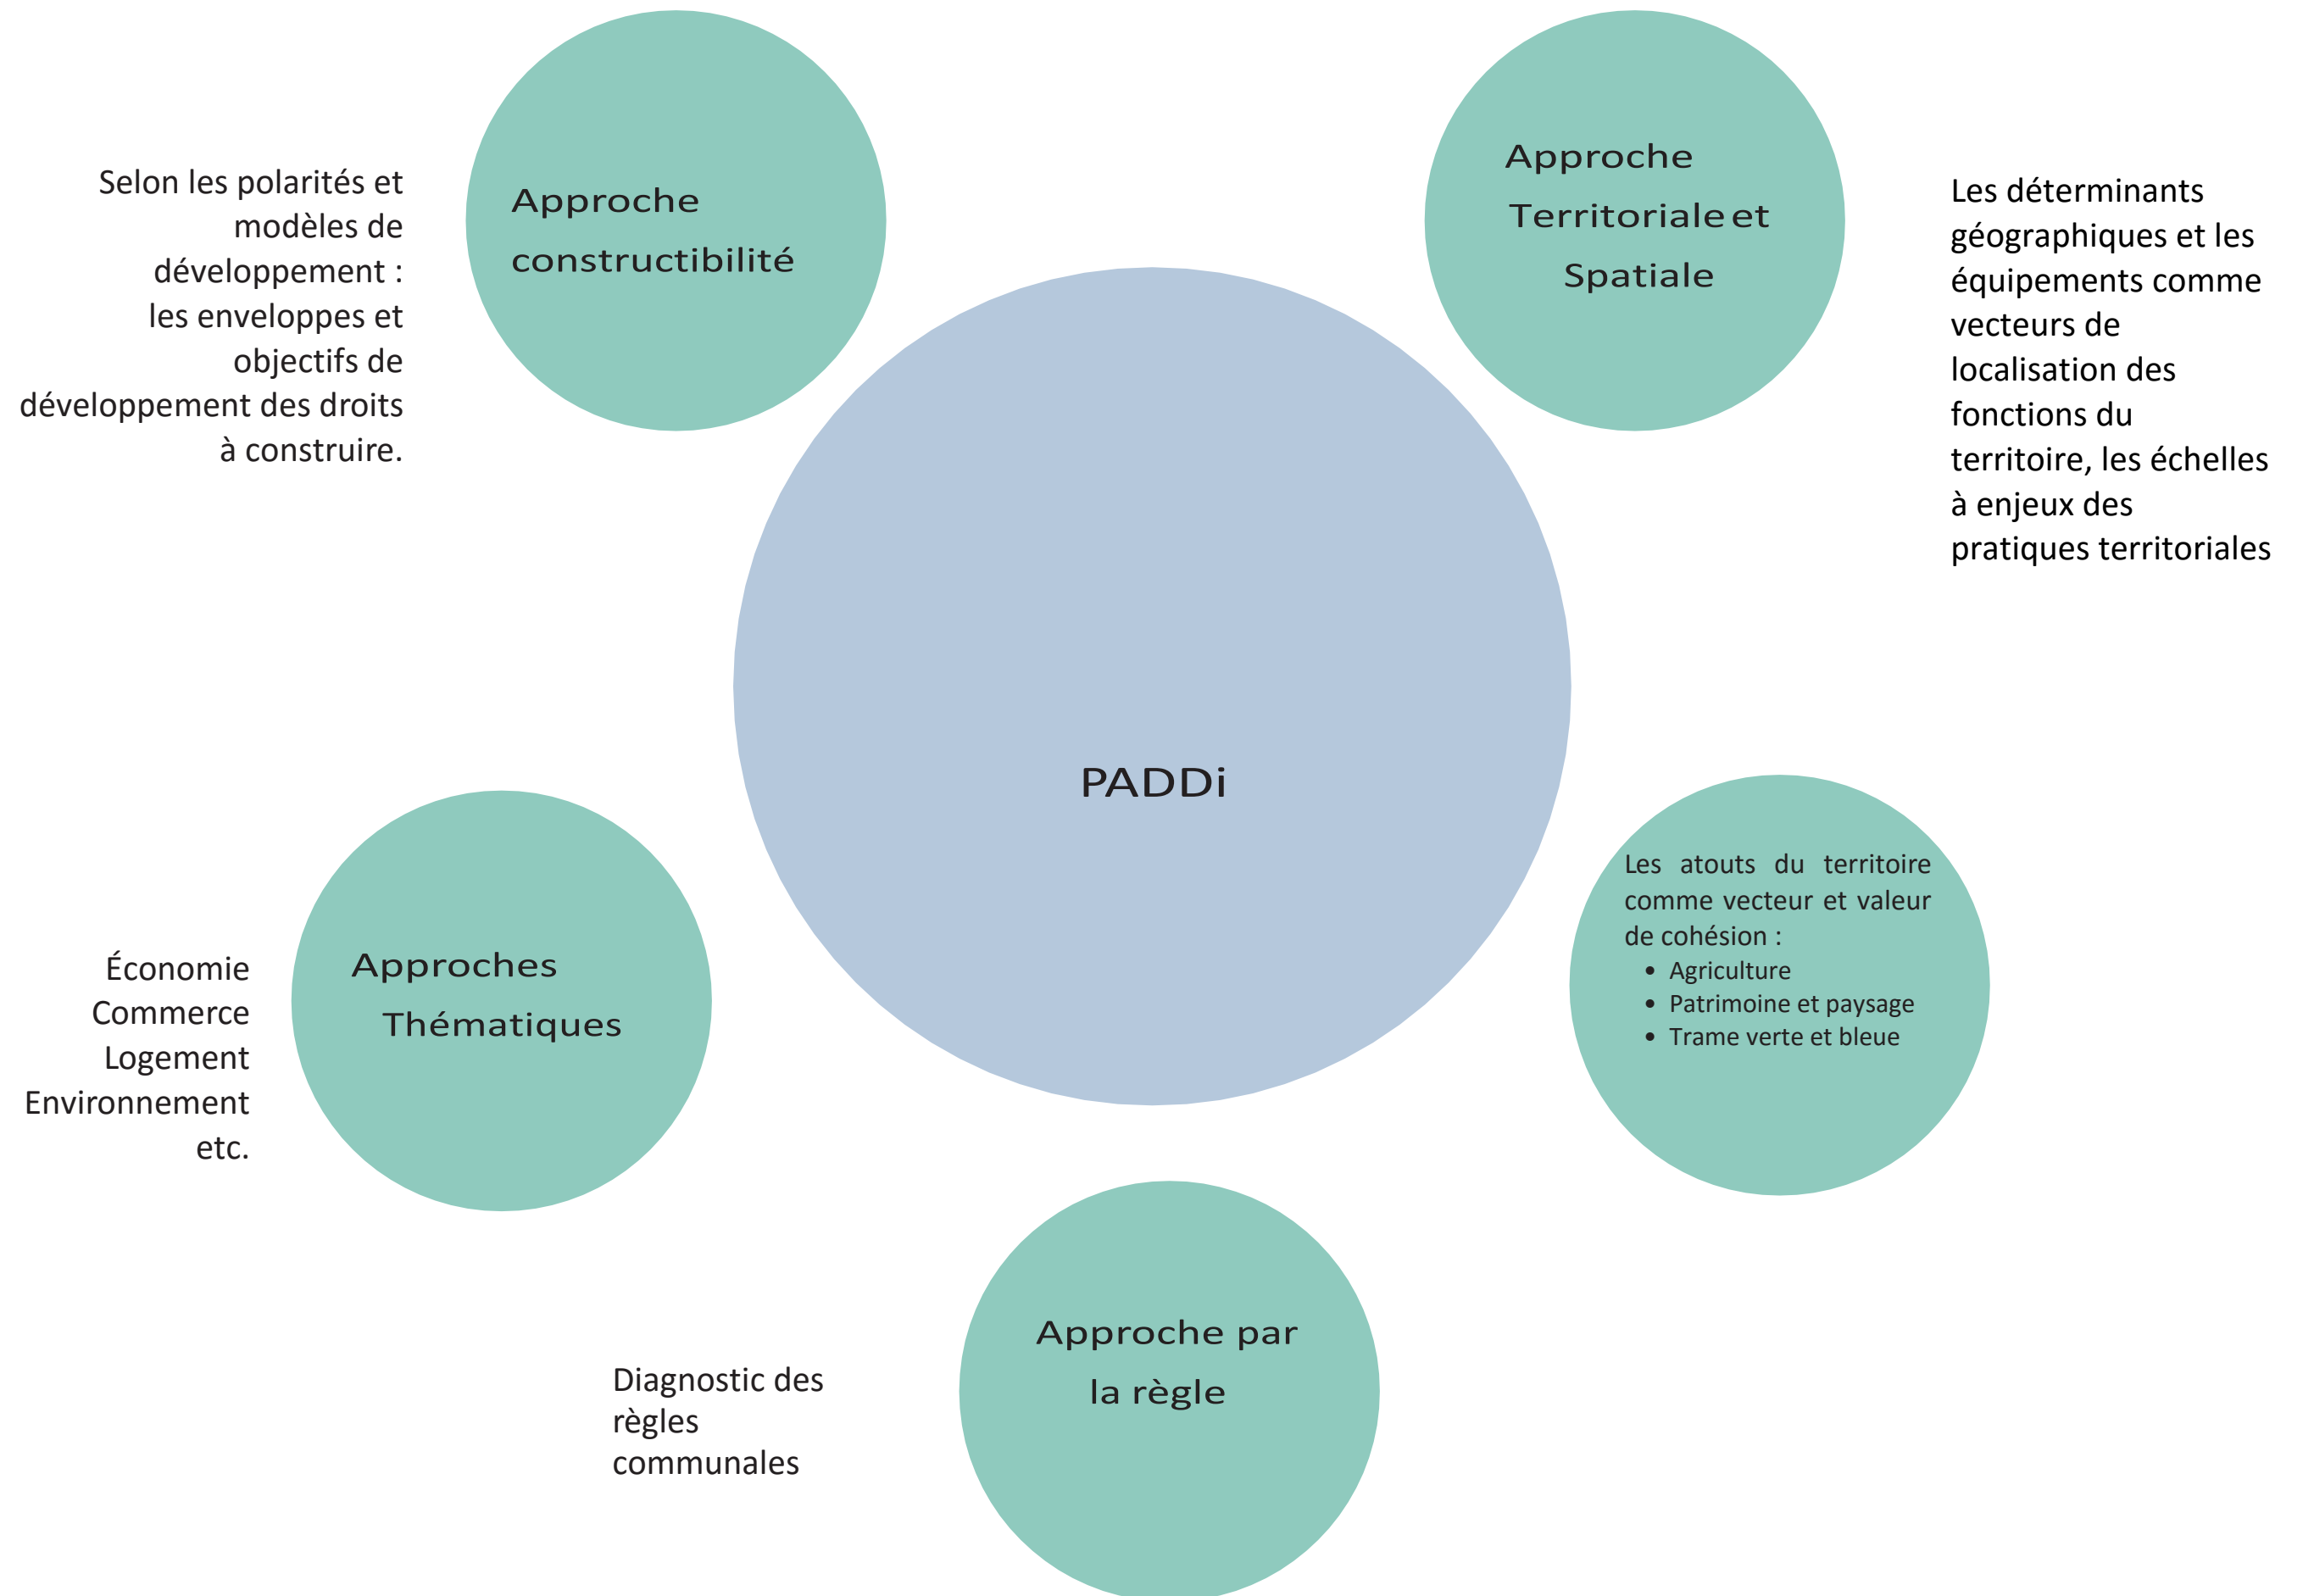 Selon les polarités et
modèles de
développement :
les enveloppes et
objectifs de
développement des droits
à construire.
Approche
constructibilité
Approche
Territoriale et
Spatiale
Les déterminants
géographiques et les
équipements comme
vecteurs de
localisation des
fonctions du
territoire, les échelles
à enjeux des
pratiques territoriales
PADDi
Économie
Commerce
Logement
Environnement
etc.
Approches
Thématiques
Les atouts du territoire
comme vecteur et valeur
de cohésion :
• Agriculture
• Patrimoine et paysage
• Trame verte et bleue
Diagnostic des
règles
communales
Approche par
la règle